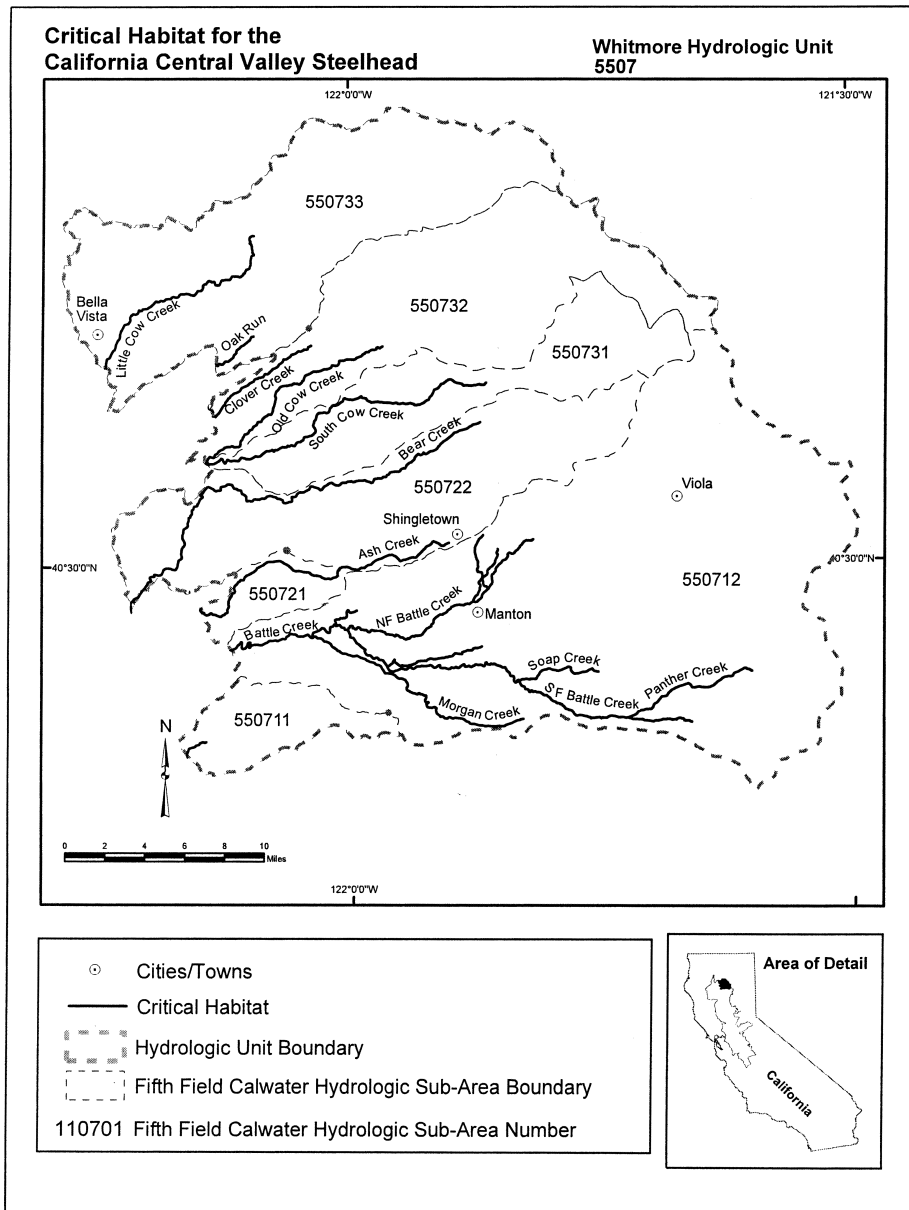 Critical Habitat for the
California Central Valley Steelhead
Whitmore Hydrologic Unit
5507
122°0'0"W
121°30'0"W
550733
Bella
Vista
Little Cow Creek
Oak Run
550732
550731
Clover Creek
Old Cow Creek
South Cow Creek
Bear Creek
550722
Viola
Shingletown
Ash Creek
40°30'0"N
40°30'0"N
550721
550712
NF Battle Creek
Manton
Battle Creek
Soap Creek
SF Battle Creek
Panther Creek
Morgan Creek
550711
N
0 2 4 6 8 10
Miles
122°0'0"W
Cities/Towns
Critical Habitat
Hydrologic Unit Boundary
Fifth Field Calwater Hydrologic Sub-Area Boundary
110701 Fifth Field Calwater Hydrologic Sub-Area Number
Area of Detail
California